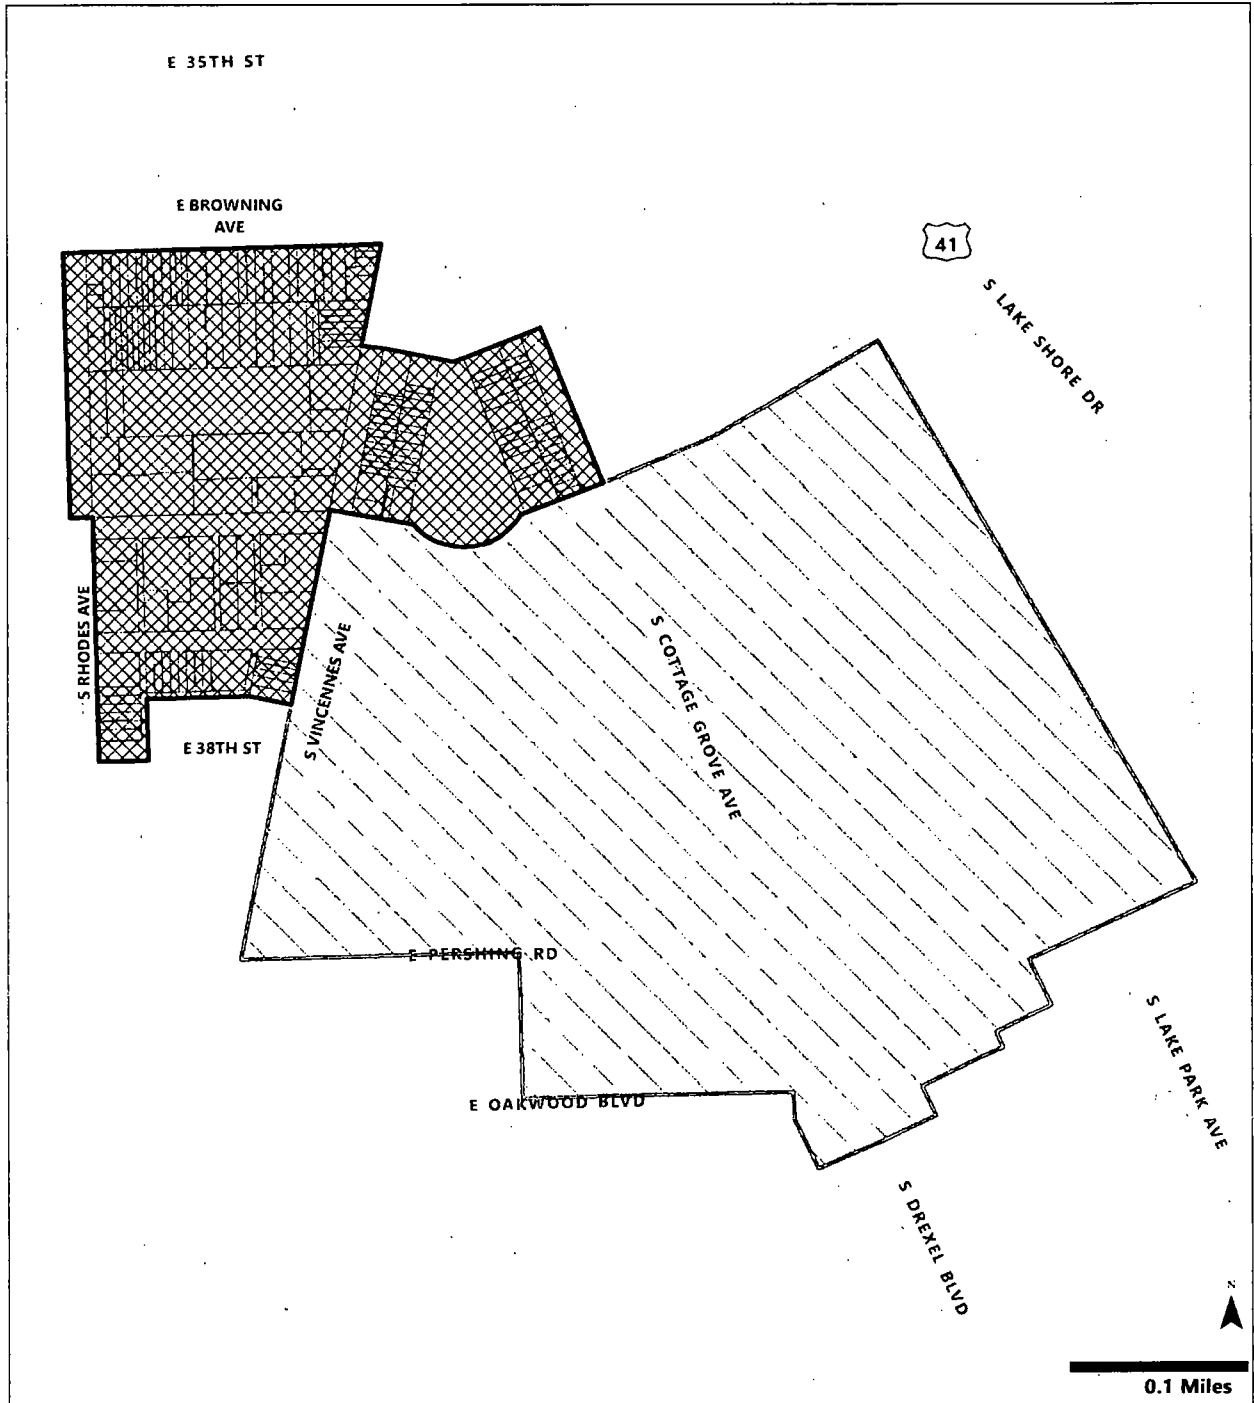 E 35TH ST
E BROWNING
AVE
41
S LAKE SHORE DR
S RHODES AVE
S VINCENNES AVE
S COTTAGE GROVE AVE
E 38TH ST
E PERSHING RD
E OAKWOOD BLVD
S LAKE PARK AVE
S DREXEL BLVD
N
0.1 Miles